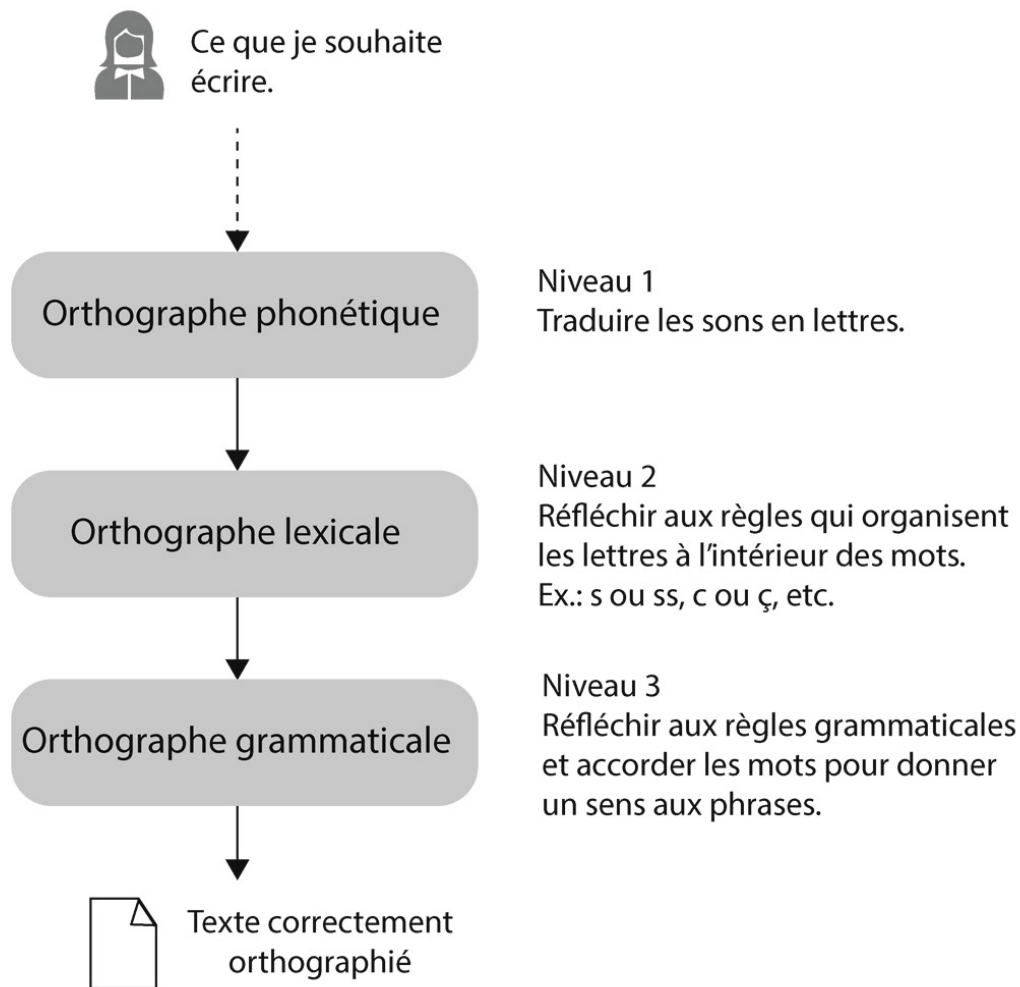 Ce que je souhaite
écrire.
Orthographe phonétique
Niveau 1
Traduire les sons en lettres.
Orthographe lexicale
Niveau 2
Réfléchir aux règles qui organisent
les lettres à l'intérieur des mots.
Ex.: s ou ss, c ou ç, etc.
Orthographe grammaticale
Niveau 3
Réfléchir aux règles grammaticales
et accorder les mots pour donner
un sens aux phrases.
Texte correctement
orthographié